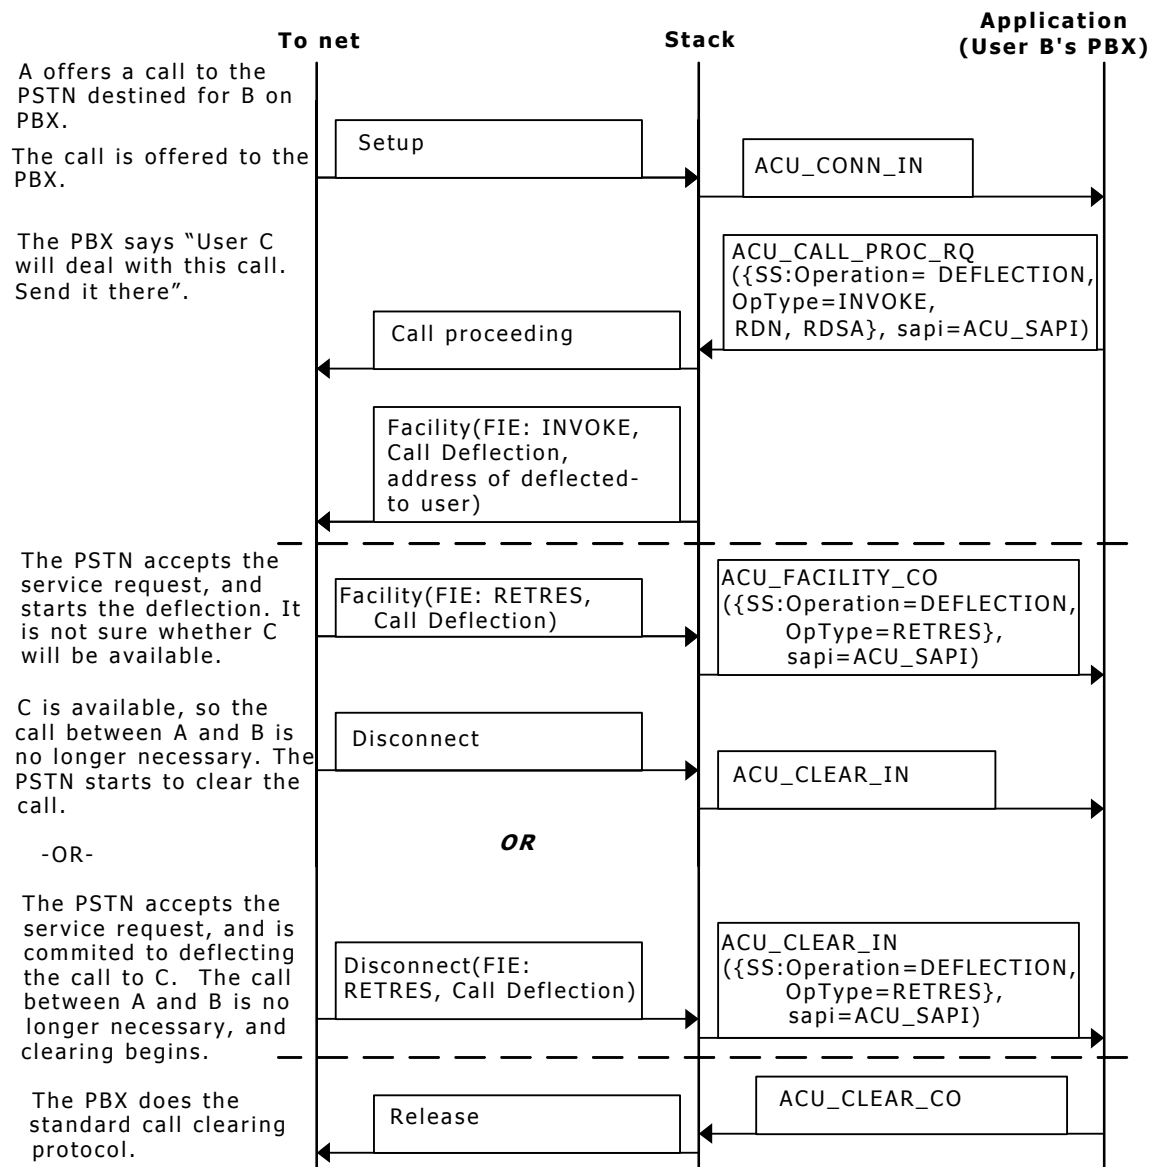 To net
Stack
Application
(User B's PBX)
A offers a call to the
PSTN destined for B on
PBX.
Setup
The call is offered to the
PBX.
ACU_CONN_IN
The PBX says “User C
will deal with this call.
Send it there”.
ACU_CALL_PROC_RQ
({SS:Operation= DEFLECTION,
OpType=INVOKE,
RDN, RDSA}, sapi=ACU_SAPI)
Call proceeding
Facility(FIE: INVOKE,
Call Deflection,
address of deflected-
to user)
The PSTN accepts the
service request, and
starts the deflection. It
is not sure whether C
will be available.
Facility(FIE: RETRES,
Call Deflection)
ACU_FACILITY_CO
({SS:Operation=DEFLECTION,
OpType=RETRES},
sapi=ACU_SAPI)
C is available, so the
call between A and B is
no longer necessary. The
PSTN starts to clear the
call.
Disconnect
ACU_CLEAR_IN
-OR-
OR
The PSTN accepts the
service request, and is
commited to deflecting
the call to C.  The call
between A and B is no
longer necessary, and
clearing begins.
Disconnect(FIE:
RETRES, Call Deflection)
ACU_CLEAR_IN
({SS:Operation=DEFLECTION,
OpType=RETRES},
sapi=ACU_SAPI)
The PBX does the
standard call clearing
protocol.
Release
ACU_CLEAR_CO